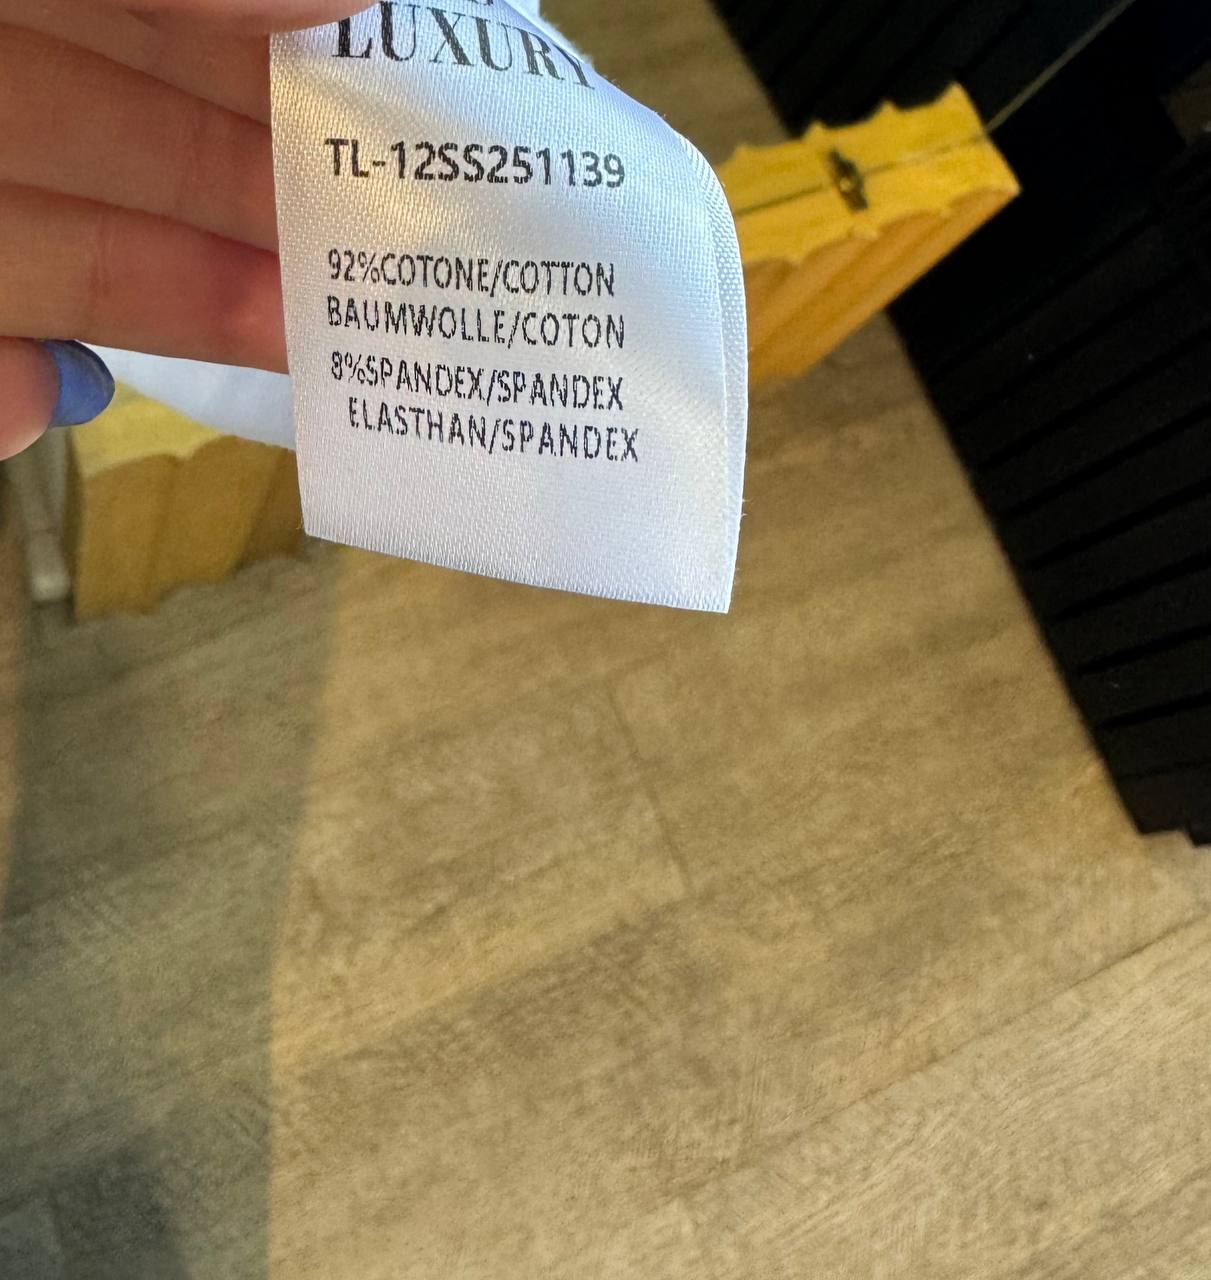 LUXURY
TL-12SS251139
92%COTONE/COTTON
BAUMWOLLE/COTON
8%SPANDEX/SPANDEX
ELASTHAN/SPANDEX